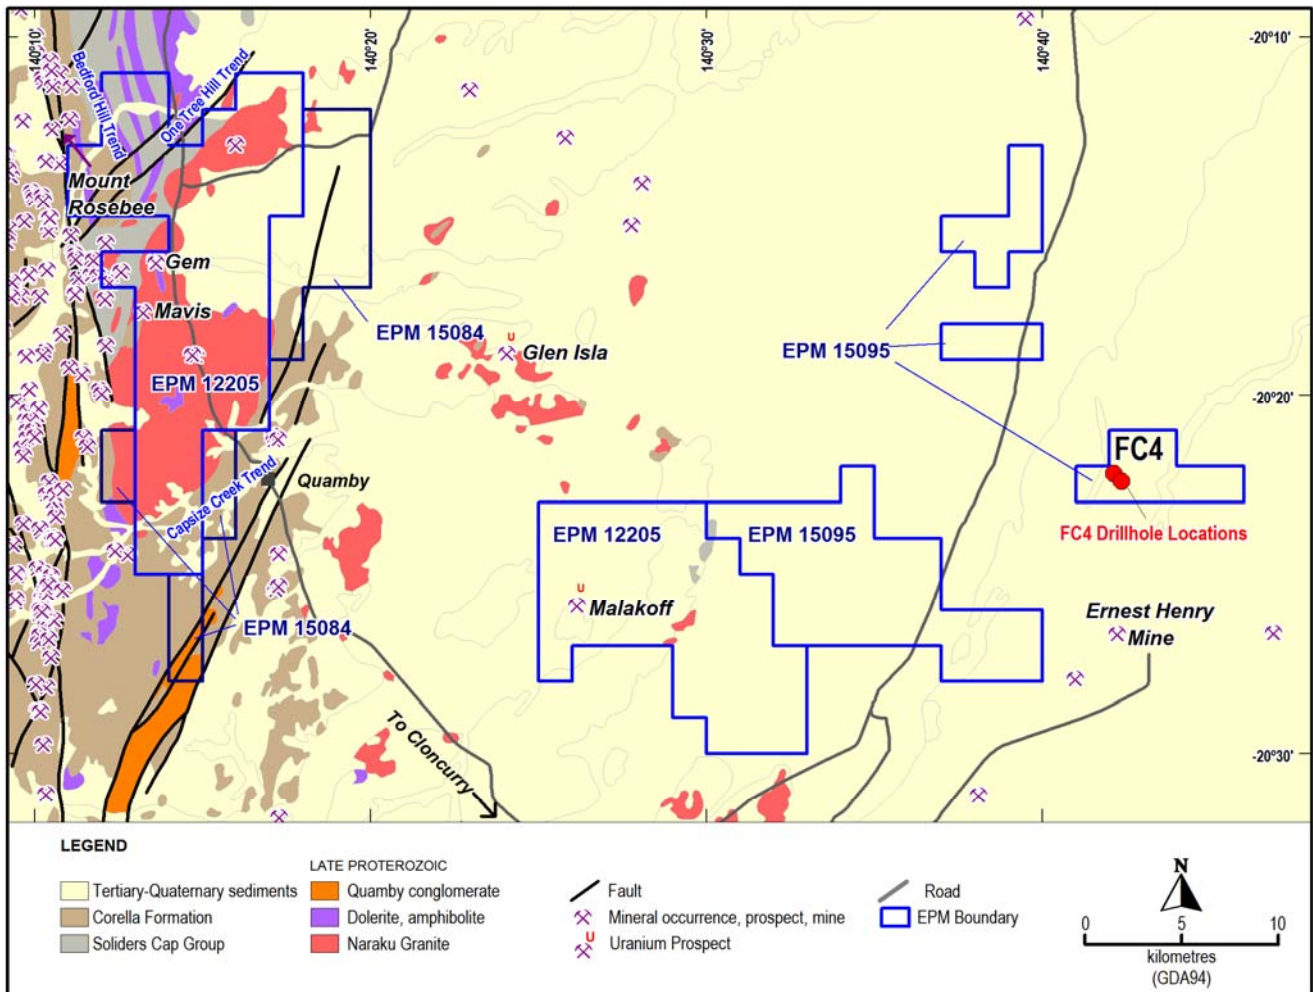 140°10'
140°20'
140°30'
140°40'
-20°10'
Bedford Hill Trend
One Tree Hill Trend
Mount
Rosebee
Gem
Mavis
EPM 15084
U
Glen Isla
EPM 15095
EPM 12205
-20°20'
FC4
Capsize Creek Trend
Quamby
EPM 12205
EPM 15095
FC4 Drillhole Locations
U
Malakoff
Ernest Henry
Mine
EPM 15084
To Cloncurry
-20°30'
LEGEND
LATE PROTEROZOIC
Tertiary-Quaternary sediments
Corella Formation
Soliders Cap Group
Quamby conglomerate
Dolerite, amphibolite
Naraku Granite
Fault
Mineral occurrence, prospect, mine
U
Uranium Prospect
Road
EPM Boundary
N
0 5 10
kilometres
(GDA94)